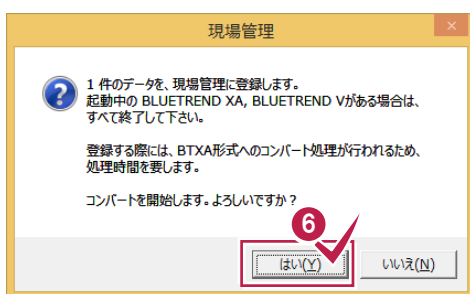 現場管理
1 件のデータを、現場管理に登録します。
起動中の BLUETREND XA, BLUETREND Vがある場合は、
すべて終了して下さい。
登録する際には、BTXA形式へのコンバート処理が行われるため、
処理時間を要します。
コンバートを開始します。よろしいですか？
6
はい(Y)
いいえ(N)